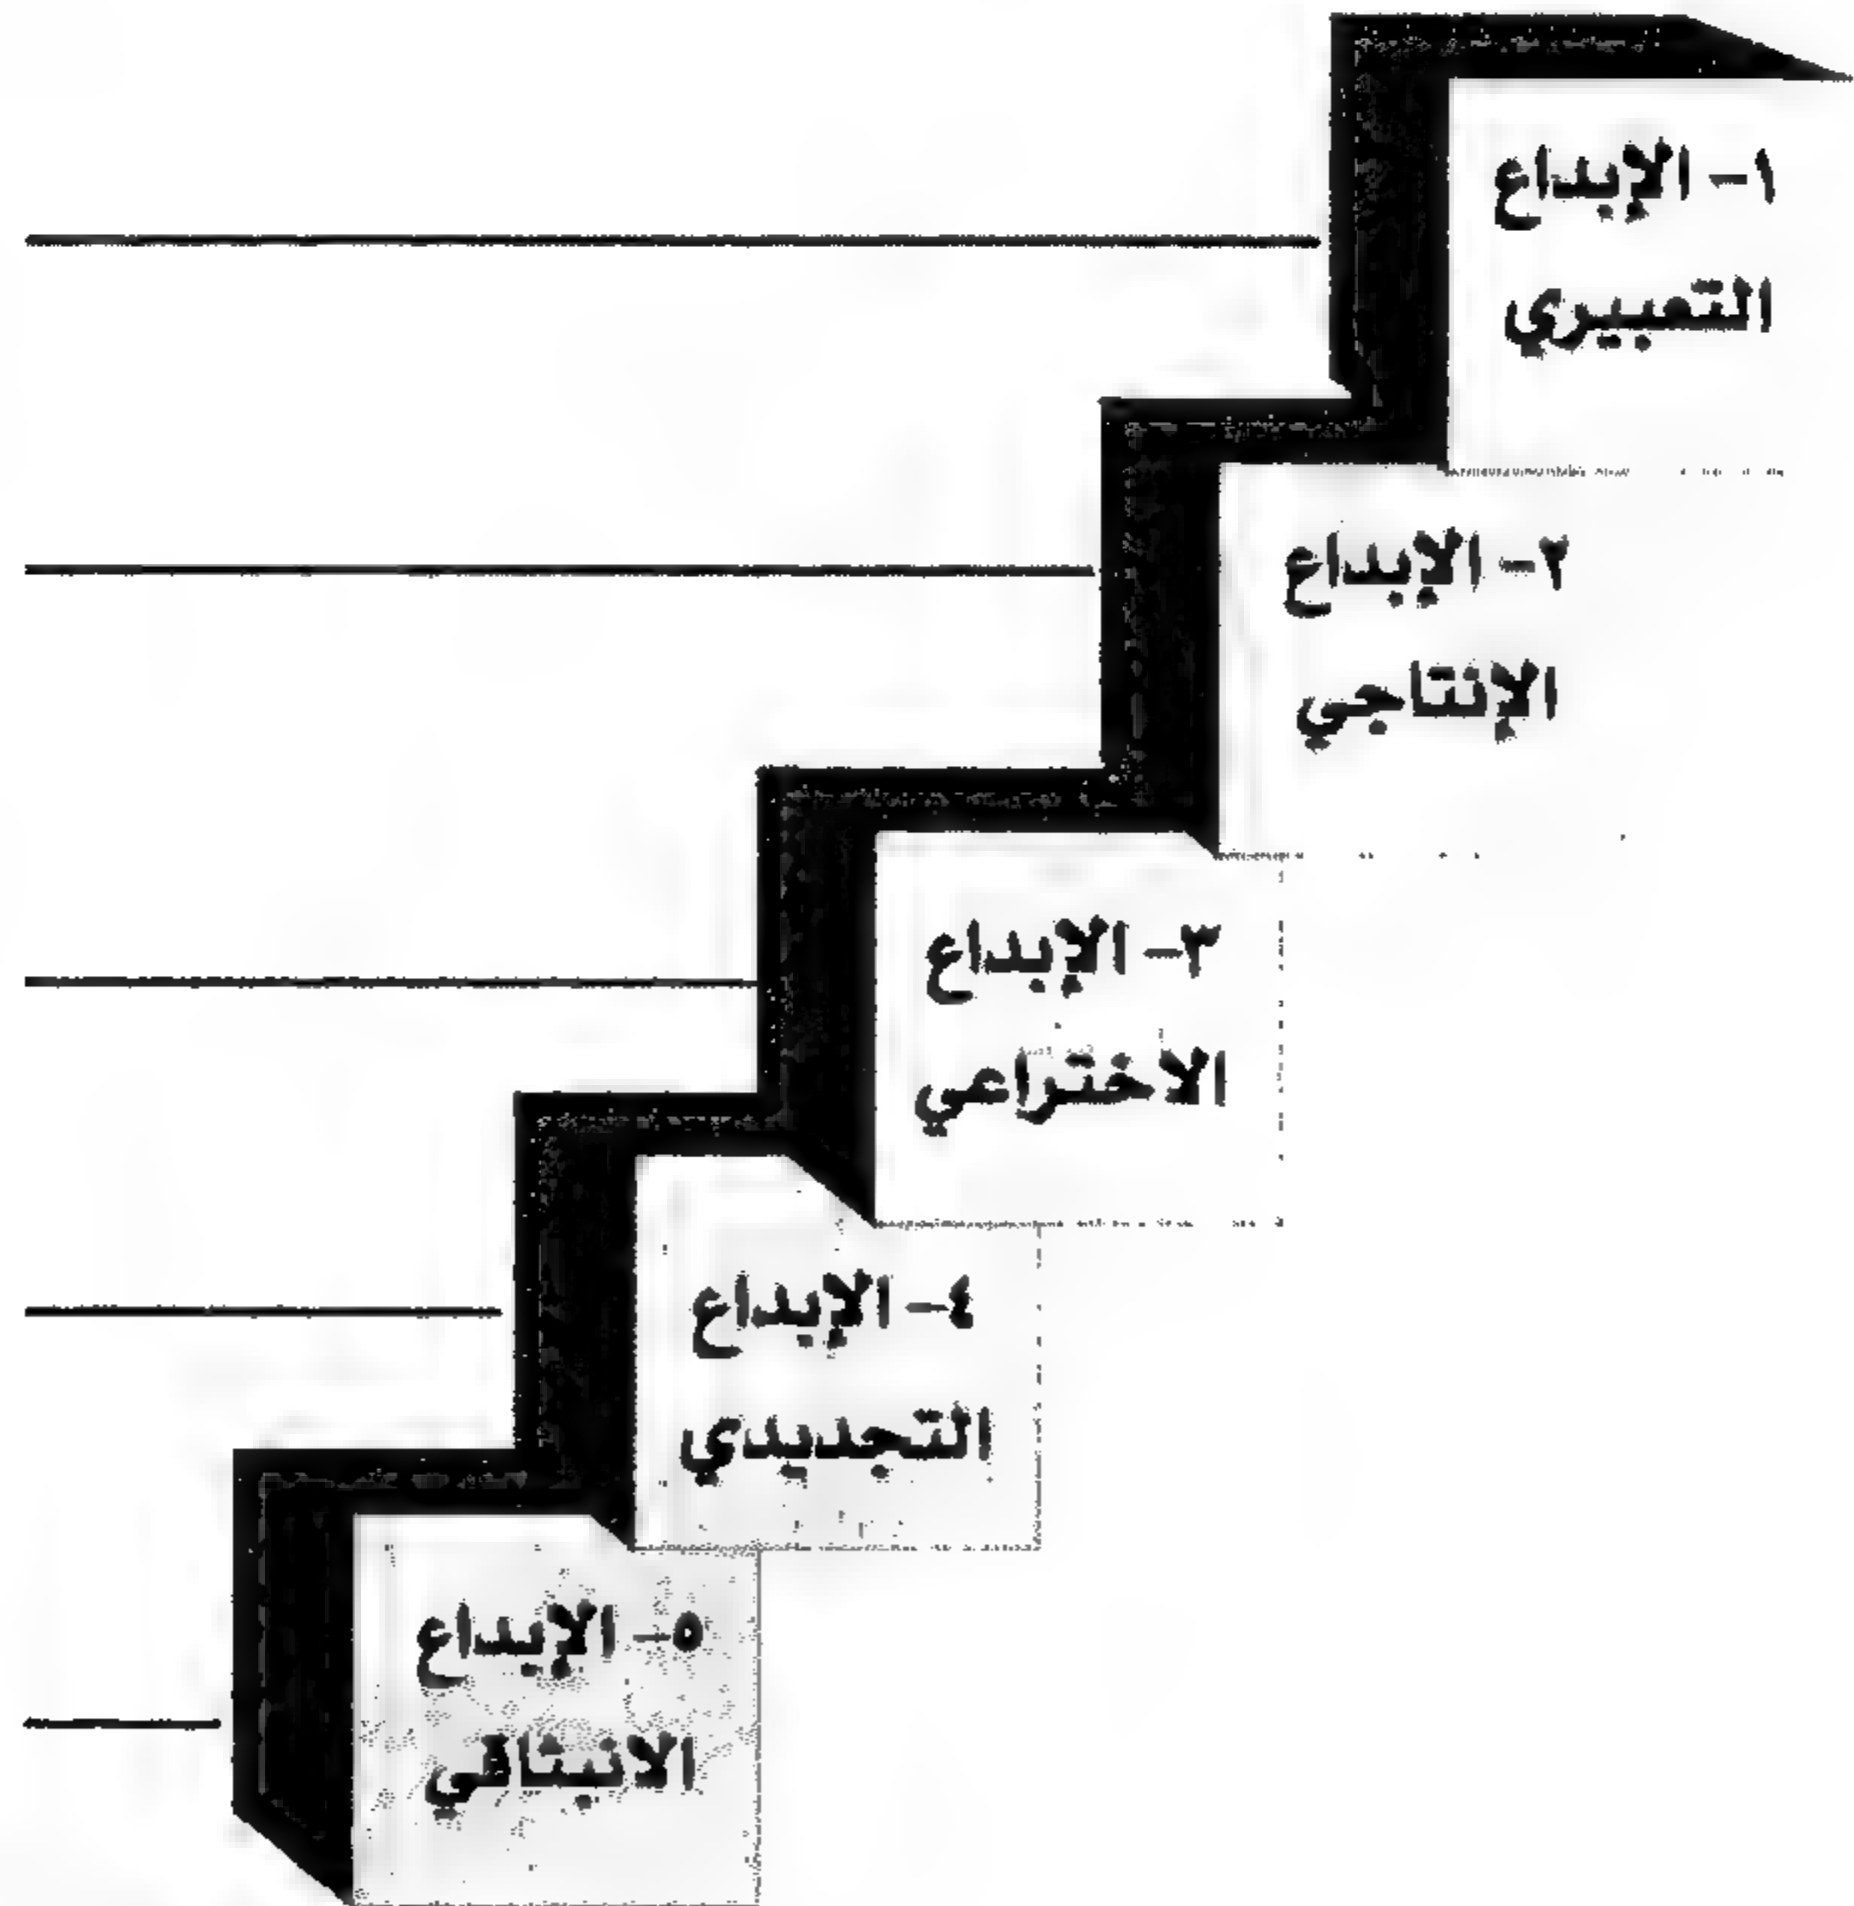 ١- الإبداع
التعبيري
٢- الإبداع
الإنتاجي
٣- الإبداع
الاختراعي
٤- الإبداع
التجديدي
٥- الإبداع
الانبثاقي